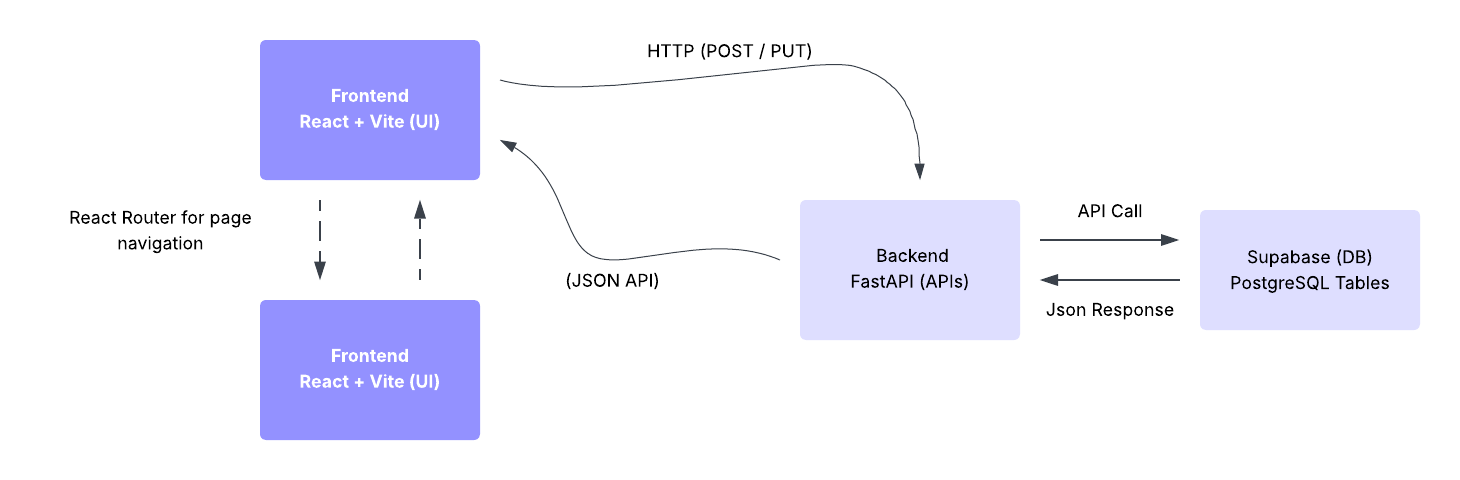 HTTP (POST / PUT)
Frontend
React + Vite (UI)
React Router for page
navigation
API Call
Backend
FastAPI (APIs)
Supabase (DB)
PostgreSQL Tables
(JSON API)
Json Response
Frontend
React + Vite (UI)